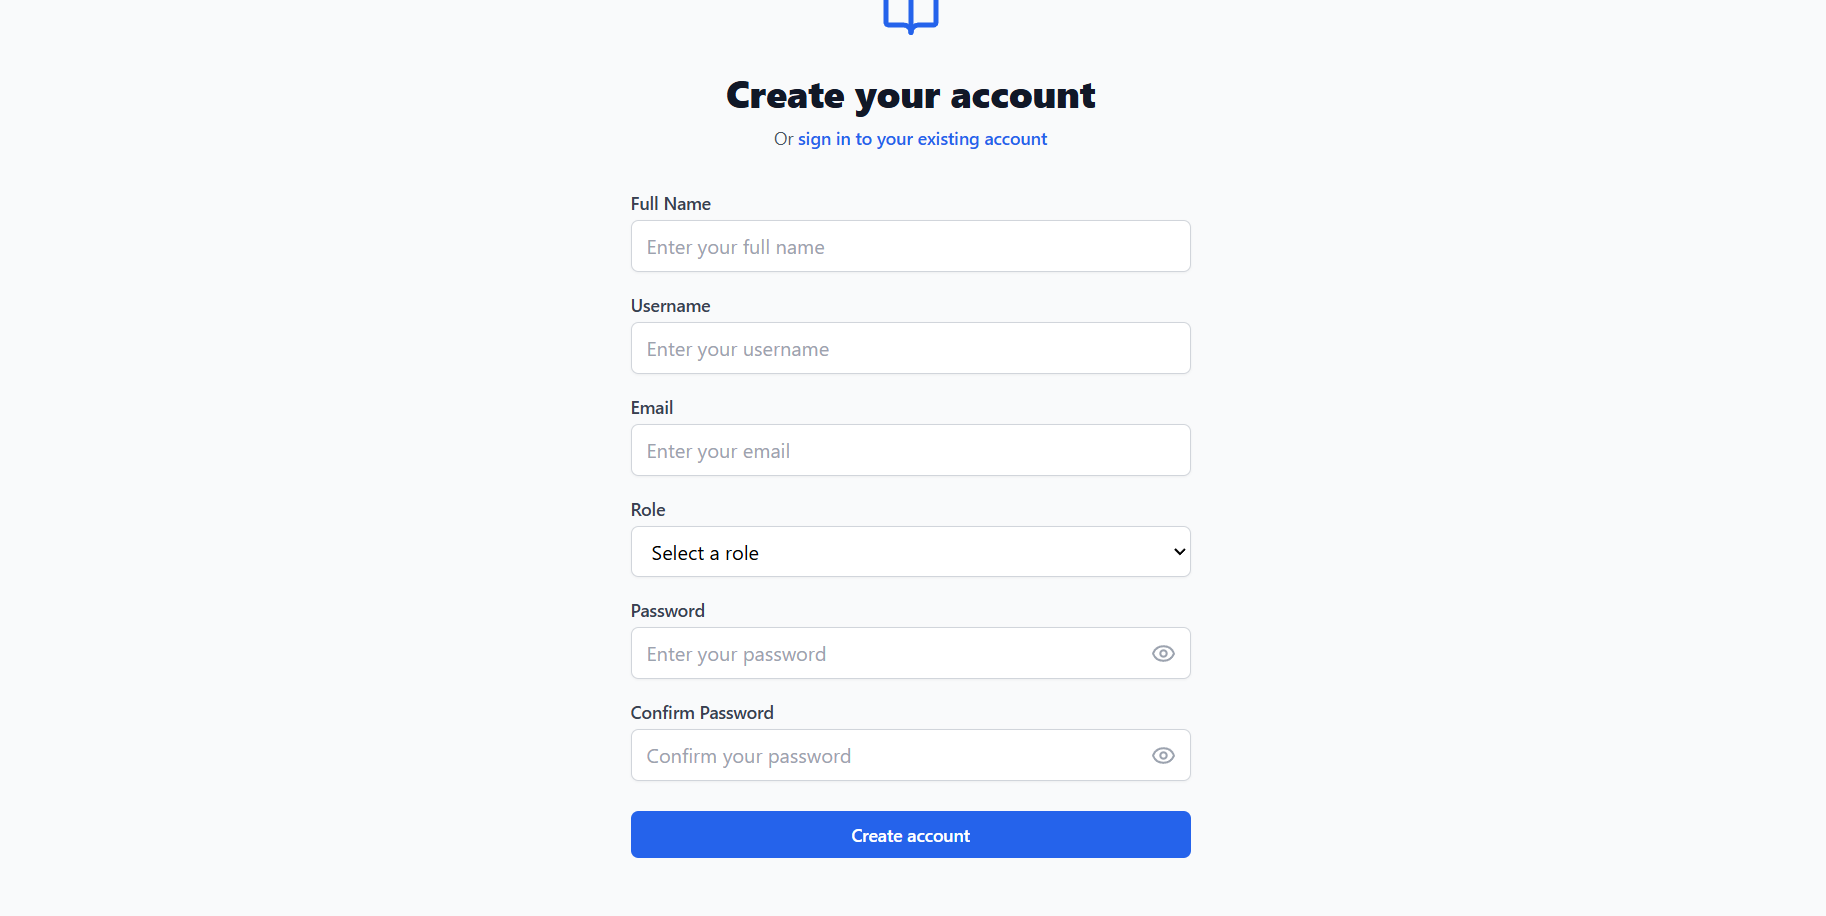 Create your account
Or sign in to your existing account
Full Name
Enter your full name
Username
Enter your username
Email
Enter your email
Role
Select a role
Password
Enter your password
Confirm Password
Confirm your password
Create account